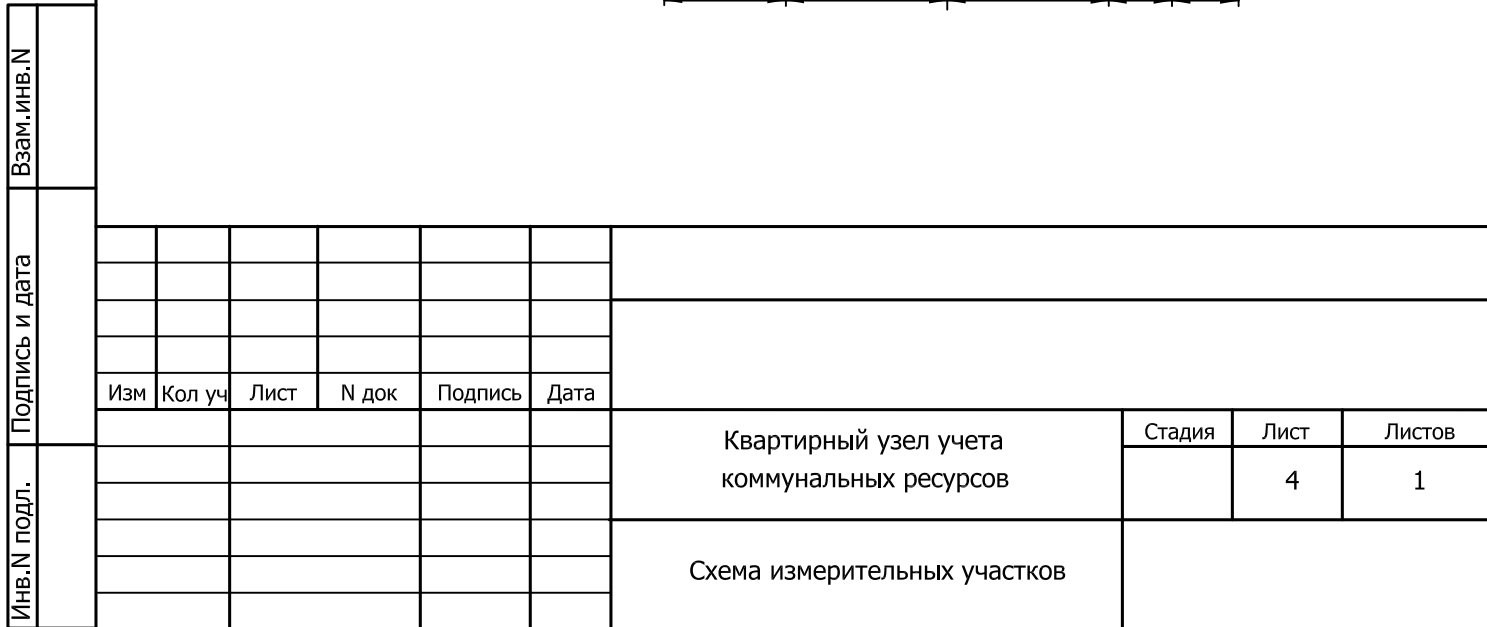 Взам.инв.N
Подпись и дата
Инв.N подл.
Изм Кол уч Лист N док Подпись Дата
Квартирный узел учета
коммунальных ресурсов
Стадия Лист Листов
4 1
Схема измерительных участков